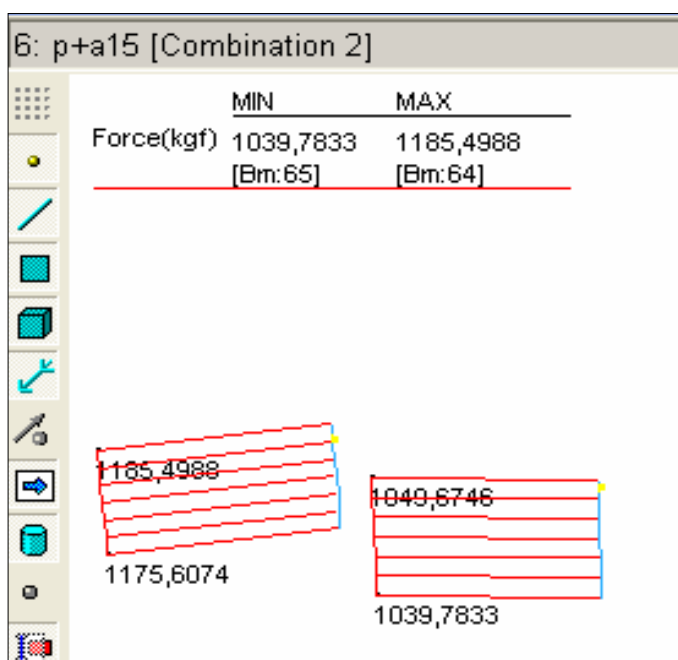 6: p+a15 [Combination 2]
MIN MAX
Force(kgf) 1039,7833 1185,4988
[Bm:65] [Bm:64]
1185,4988
1049,6746
1175,6074
1039,7833